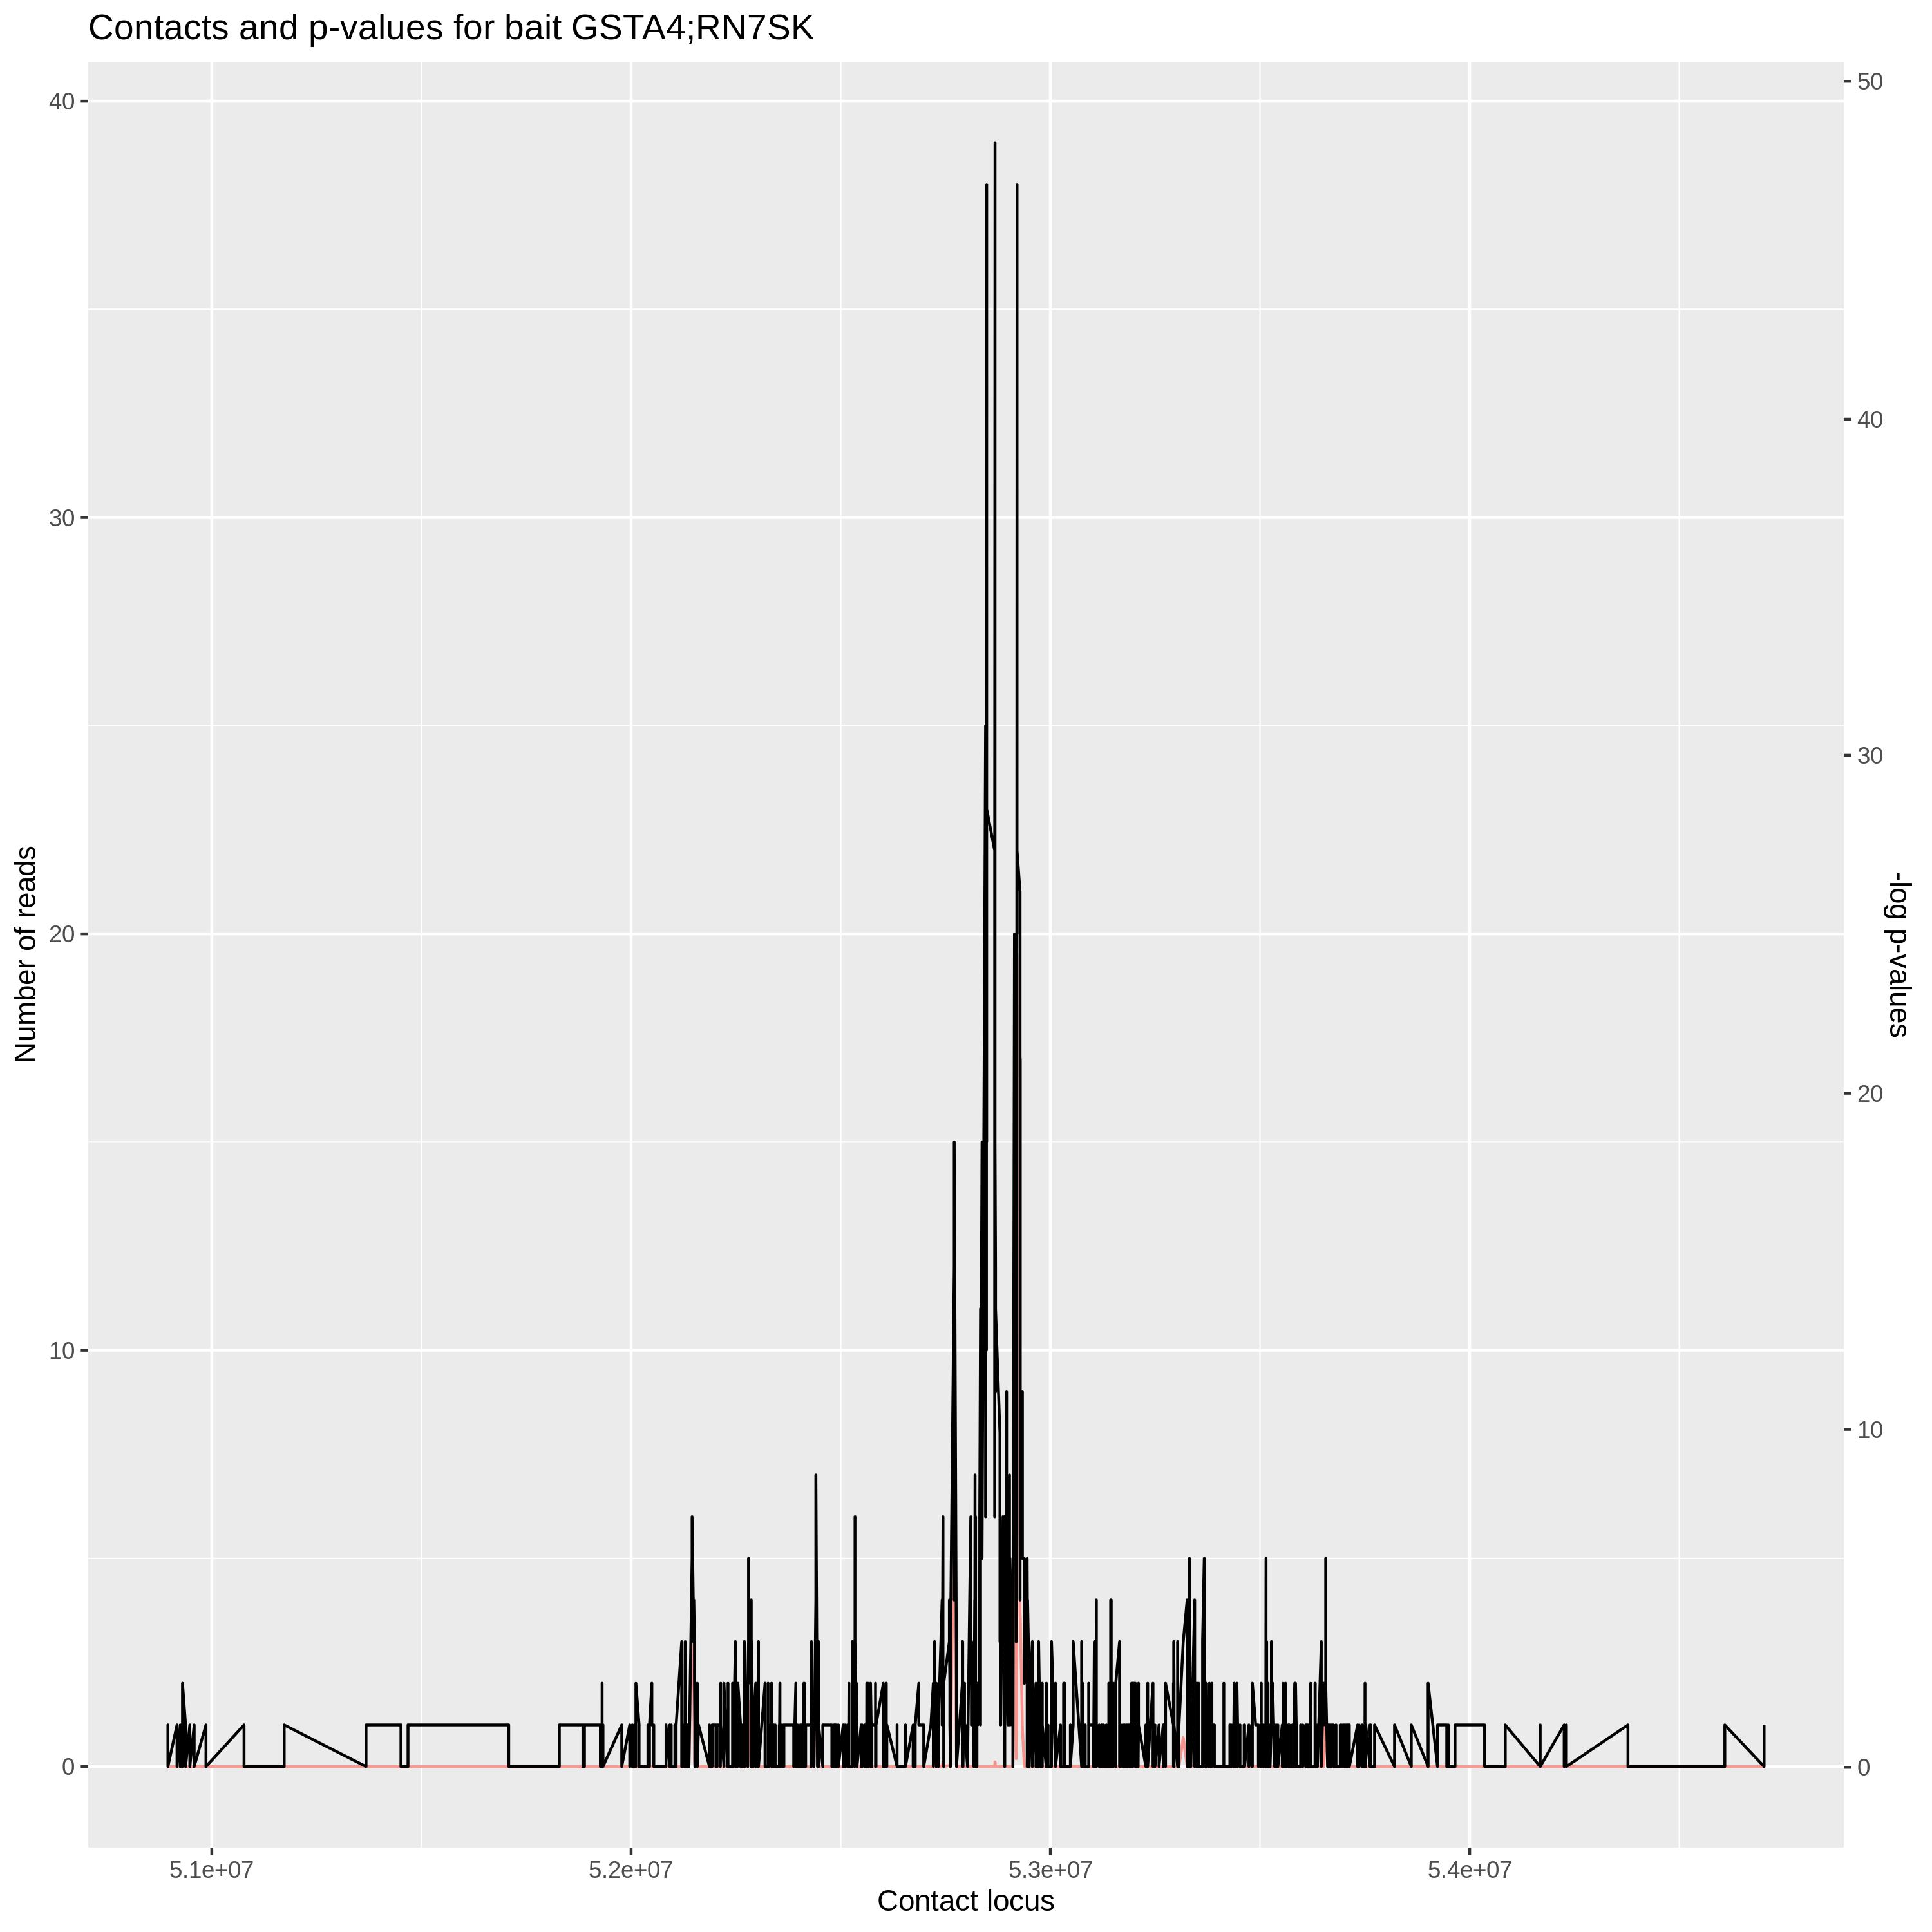 Contacts and p-values for bait GSTA4;RN7SK
40
30
20
10
0
Number of reads
50
40
30
20
10
0
-log p-values
5.1e+07
5.2e+07
5.3e+07
5.4e+07
Contact locus